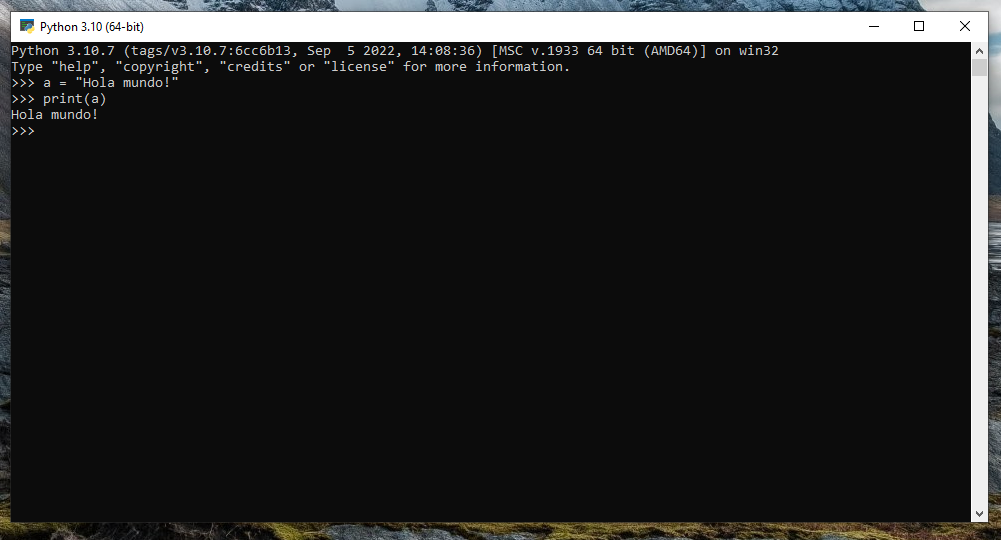 Python 3.10 (64-bit)
Python 3.10.7 (tags/v3.10.7:6cc6b13, Sep  5 2022, 14:08:36) [MSC v.1933 64 bit (AMD64)] on win32
Type "help", "copyright", "credits" or "license" for more information.
>>> a = "Hola mundo!"
>>> print(a)
Hola mundo!
>>>